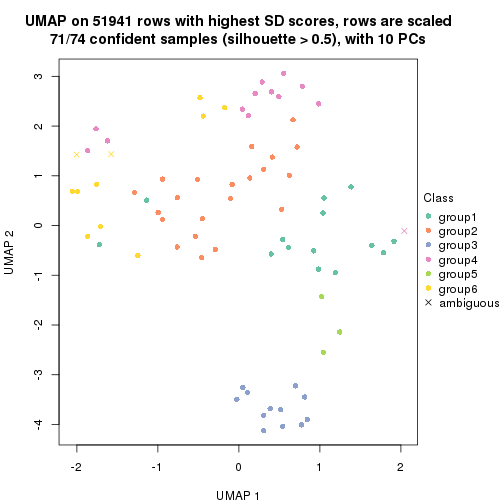 UMAP on 51941 rows with highest SD scores, rows are scaled
71/74 confident samples (silhouette > 0.5), with 10 PCs
3
2
1
0
-1
-2
-3
-4
UMAP 2
-2
-1
0
1
2
UMAP 1
Class
group1
group2
group3
group4
group5
group6
ambiguous